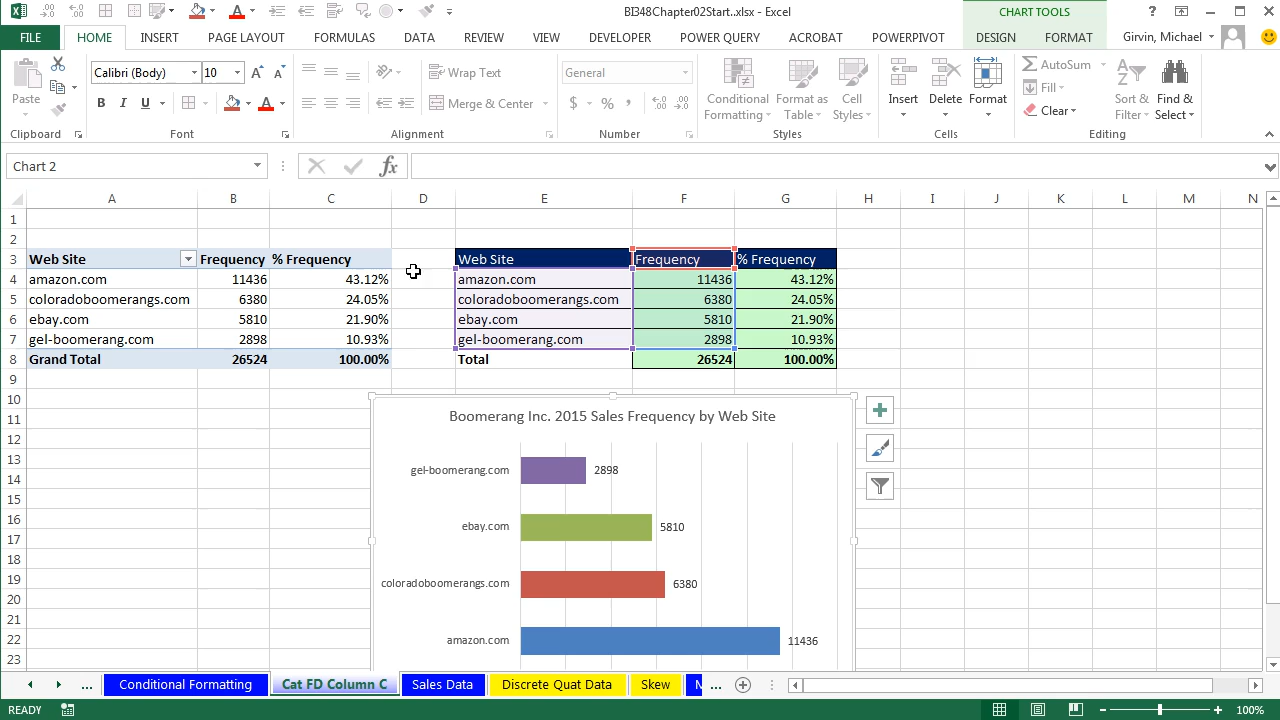 BI348Chapter02Start..xlsx - Excel
CHART TOOLS
FILE HOME INSERT PAGE LAYOUT FORMULAS DATA REVIEW VIEW DEVELOPER POWER QUERY ACROBAT POWERPIVOT DESIGN FORMAT Girvin, Michael
Paste
Calibri (Body) 10
B I U
Wrap Text
Merge & Center
General
$ % ,
Conditional Formatting
Format as Table
Cell Styles
Insert
Delete
Format
AutoSum
Fill
Clear
Sort & Filter
Find & Select
Clipboard Font Alignment Number Styles Cells Editing
Chart 2 fx
A B C D E F G H I J K L M N
1
2
3 Web Site Frequency % Frequency Web Site Frequency % Frequency
4 amazon.com 11436 43.12% amazon.com 11436 43.12%
5 coloradoboomerangs.com 6380 24.05% coloradoboomerangs.com 6380 24.05%
6 ebay.com 5810 21.90% ebay.com 5810 21.90%
7 gel-boomerang.com 2898 10.93% gel-boomerang.com 2898 10.93%
8 Grand Total 26524 100.00% Total 26524 100.00%
9
10
11
12
13
14
15
16
17
18
19
20
21
22
23
Boomerang Inc. 2015 Sales Frequency by Web Site
gel-boomerang.com 2898
ebay.com 5810
coloradoboomerangs.com 6380
amazon.com 11436
... Conditional Formatting Cat FD Column C Sales Data Discrete Quat Data Skew ...
READY 100%